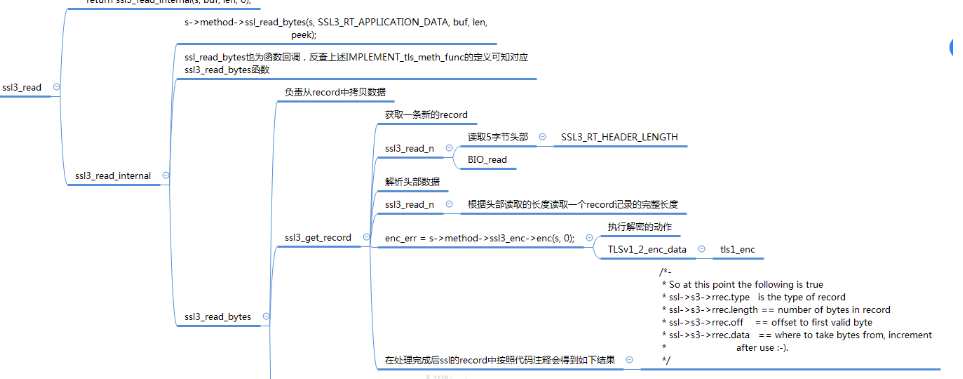 return ssl3_read_internal(s, buf, len, 0);
s->method->ssl_read_bytes(s, SSL3_RT_APPLICATION_DATA, buf, len,
peek);
ssl_read_bytes也为函数回调，反查上述IMPLEMENT_tls_meth_func的定义可知对应
ssl3_read_bytes函数
ssl3_read
负责从record中拷贝数据
获取一条新的record
读取5字节头部
SSL3_RT_HEADER_LENGTH
ssl3_read_n
BIO_read
ssl3_read_internal
解析头部数据
ssl3_read_n
根据头部读取的长度读取一个record记录的完整长度
执行解密的动作
ssl3_get_record
enc_err = s->method->ssl3_enc->enc(s, 0);
TLSv1_2_enc_data
tls1_enc
/*-
* So at this point the following is true
* ssl->s3->rrec.type is the type of record
* ssl->s3->rrec.length == number of bytes in record
* ssl->s3->rrec.off == offset to first valid byte
* ssl->s3->rrec.data == where to take bytes from, increment
* after use :-).
*/
ssl3_read_bytes
在处理完成后ssl的record中按照代码注释会得到如下结果